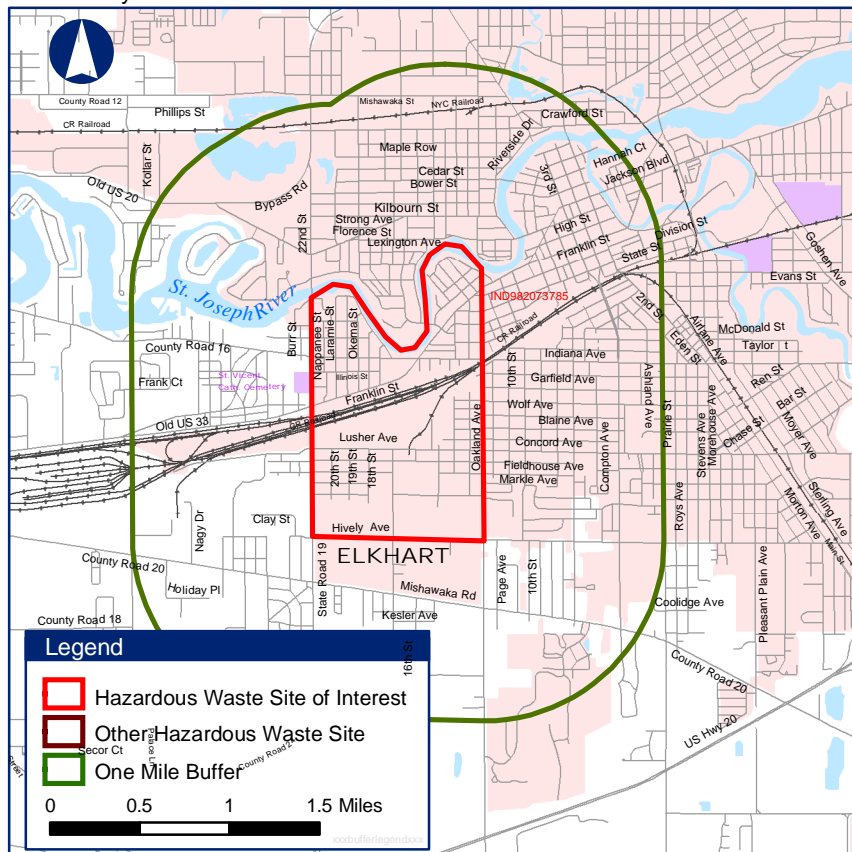 County Road 12
Phillips St
Mishawaka St
NYC Railroad
Crawford St
CR Railroad
Maple Row
Riverside Dr
Hannah Ct
Jackson Blvd
Kollar St
Cedar St
Bower St
3rd St
Old US 20
Bypass Rd
Kilbourn St
Strong Ave
Florence St
High St
Division St
22nd St
Lexington Ave
Franklin St
State St
Goshen Ave
Evans St
St. Joseph River
IND982073785
2nd St
CR Railroad
Airlane Ave
McDonald St
Nappanee St
Laramie St
Okema St
Burr St
County Road 16
Eden St
Taylor t
Indiana Ave
10th St
Frank Ct
St Vicent
Cath Cemetery
Illinois St
Garfield Ave
Ashland Ave
Ren St
Franklin St
Wolf Ave
Prairie St
Bar St
Old US 33
CR Railroad
Blaine Ave
Moyer Ave
Lusher Ave
Oakland Ave
Concord Ave
Compton Ave
Stevens Ave
Morehouse Ave
Chase St
20th St
19th St
18th St
Fieldhouse Ave
Markle Ave
Sterling Ave
Morton Ave
Main St
Nagy Dr
Clay St
Hively Ave
Roys Ave
ELKHART
County Road 20
State Road 19
Page Ave
10th St
Pleasant Plain Ave
Holiday Pl
Mishawaka Rd
Coolidge Ave
County Road 18
Kesler Ave
16th St
County Road 20
US Hwy 20
Legend
Hazardous Waste Site of Interest
Other Hazardous Waste Site
Secor Ct
One Mile Buffer
0 0.5 1 1.5 Miles
xxxbufferlegendxxx